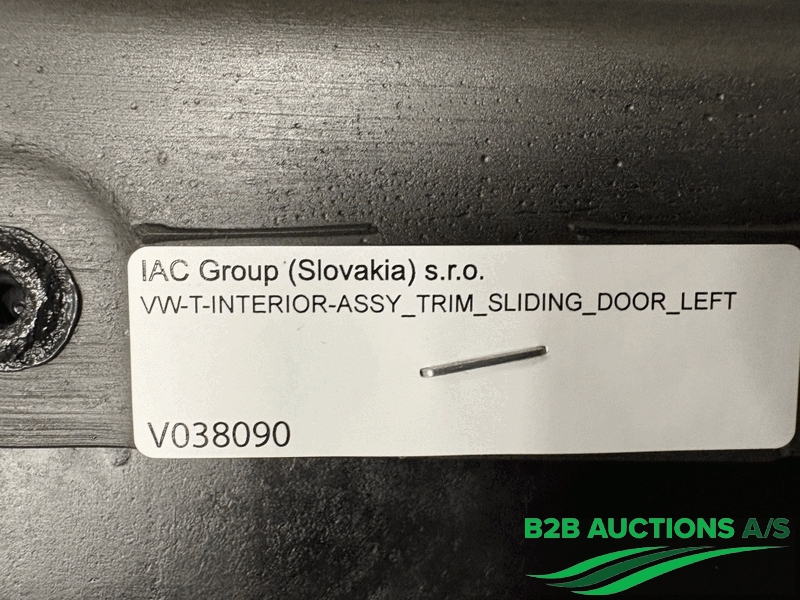 IAC Group (Slovakia) s.r.o.
VW-T-INTERIOR-ASSY_TRIM_SLIDING_DOOR_LEFT
V038090
B2B AUCTIONS A/S